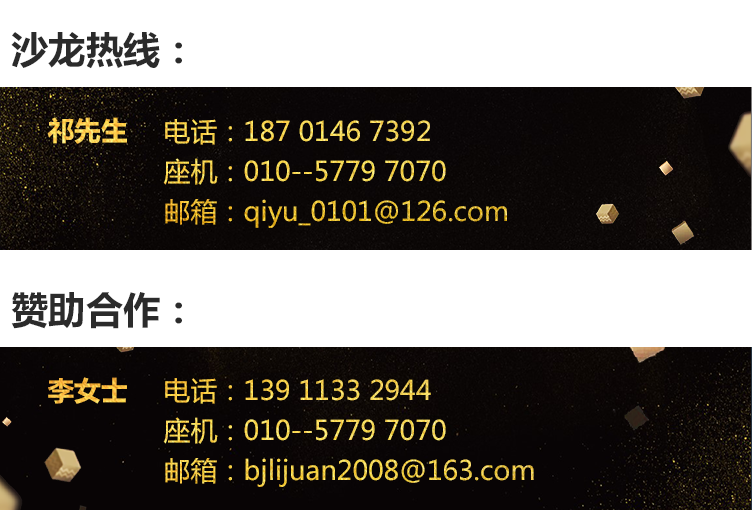 沙龙热线：
祁先生 电话：187 0146 7392
座机：010--5779 7070
邮箱：qiyu_0101@126.com
赞助合作：
李女士 电话：139 1133 2944
座机：010--5779 7070
邮箱：bjlijuan2008@163.com